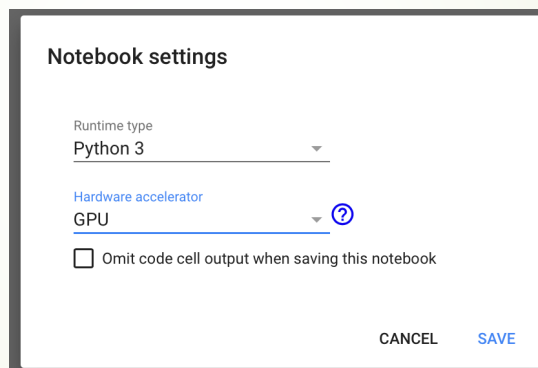 Notebook settings
Runtime type
Python 3
Hardware accelerator
GPU
?
Omit code cell output when saving this notebook
CANCEL SAVE